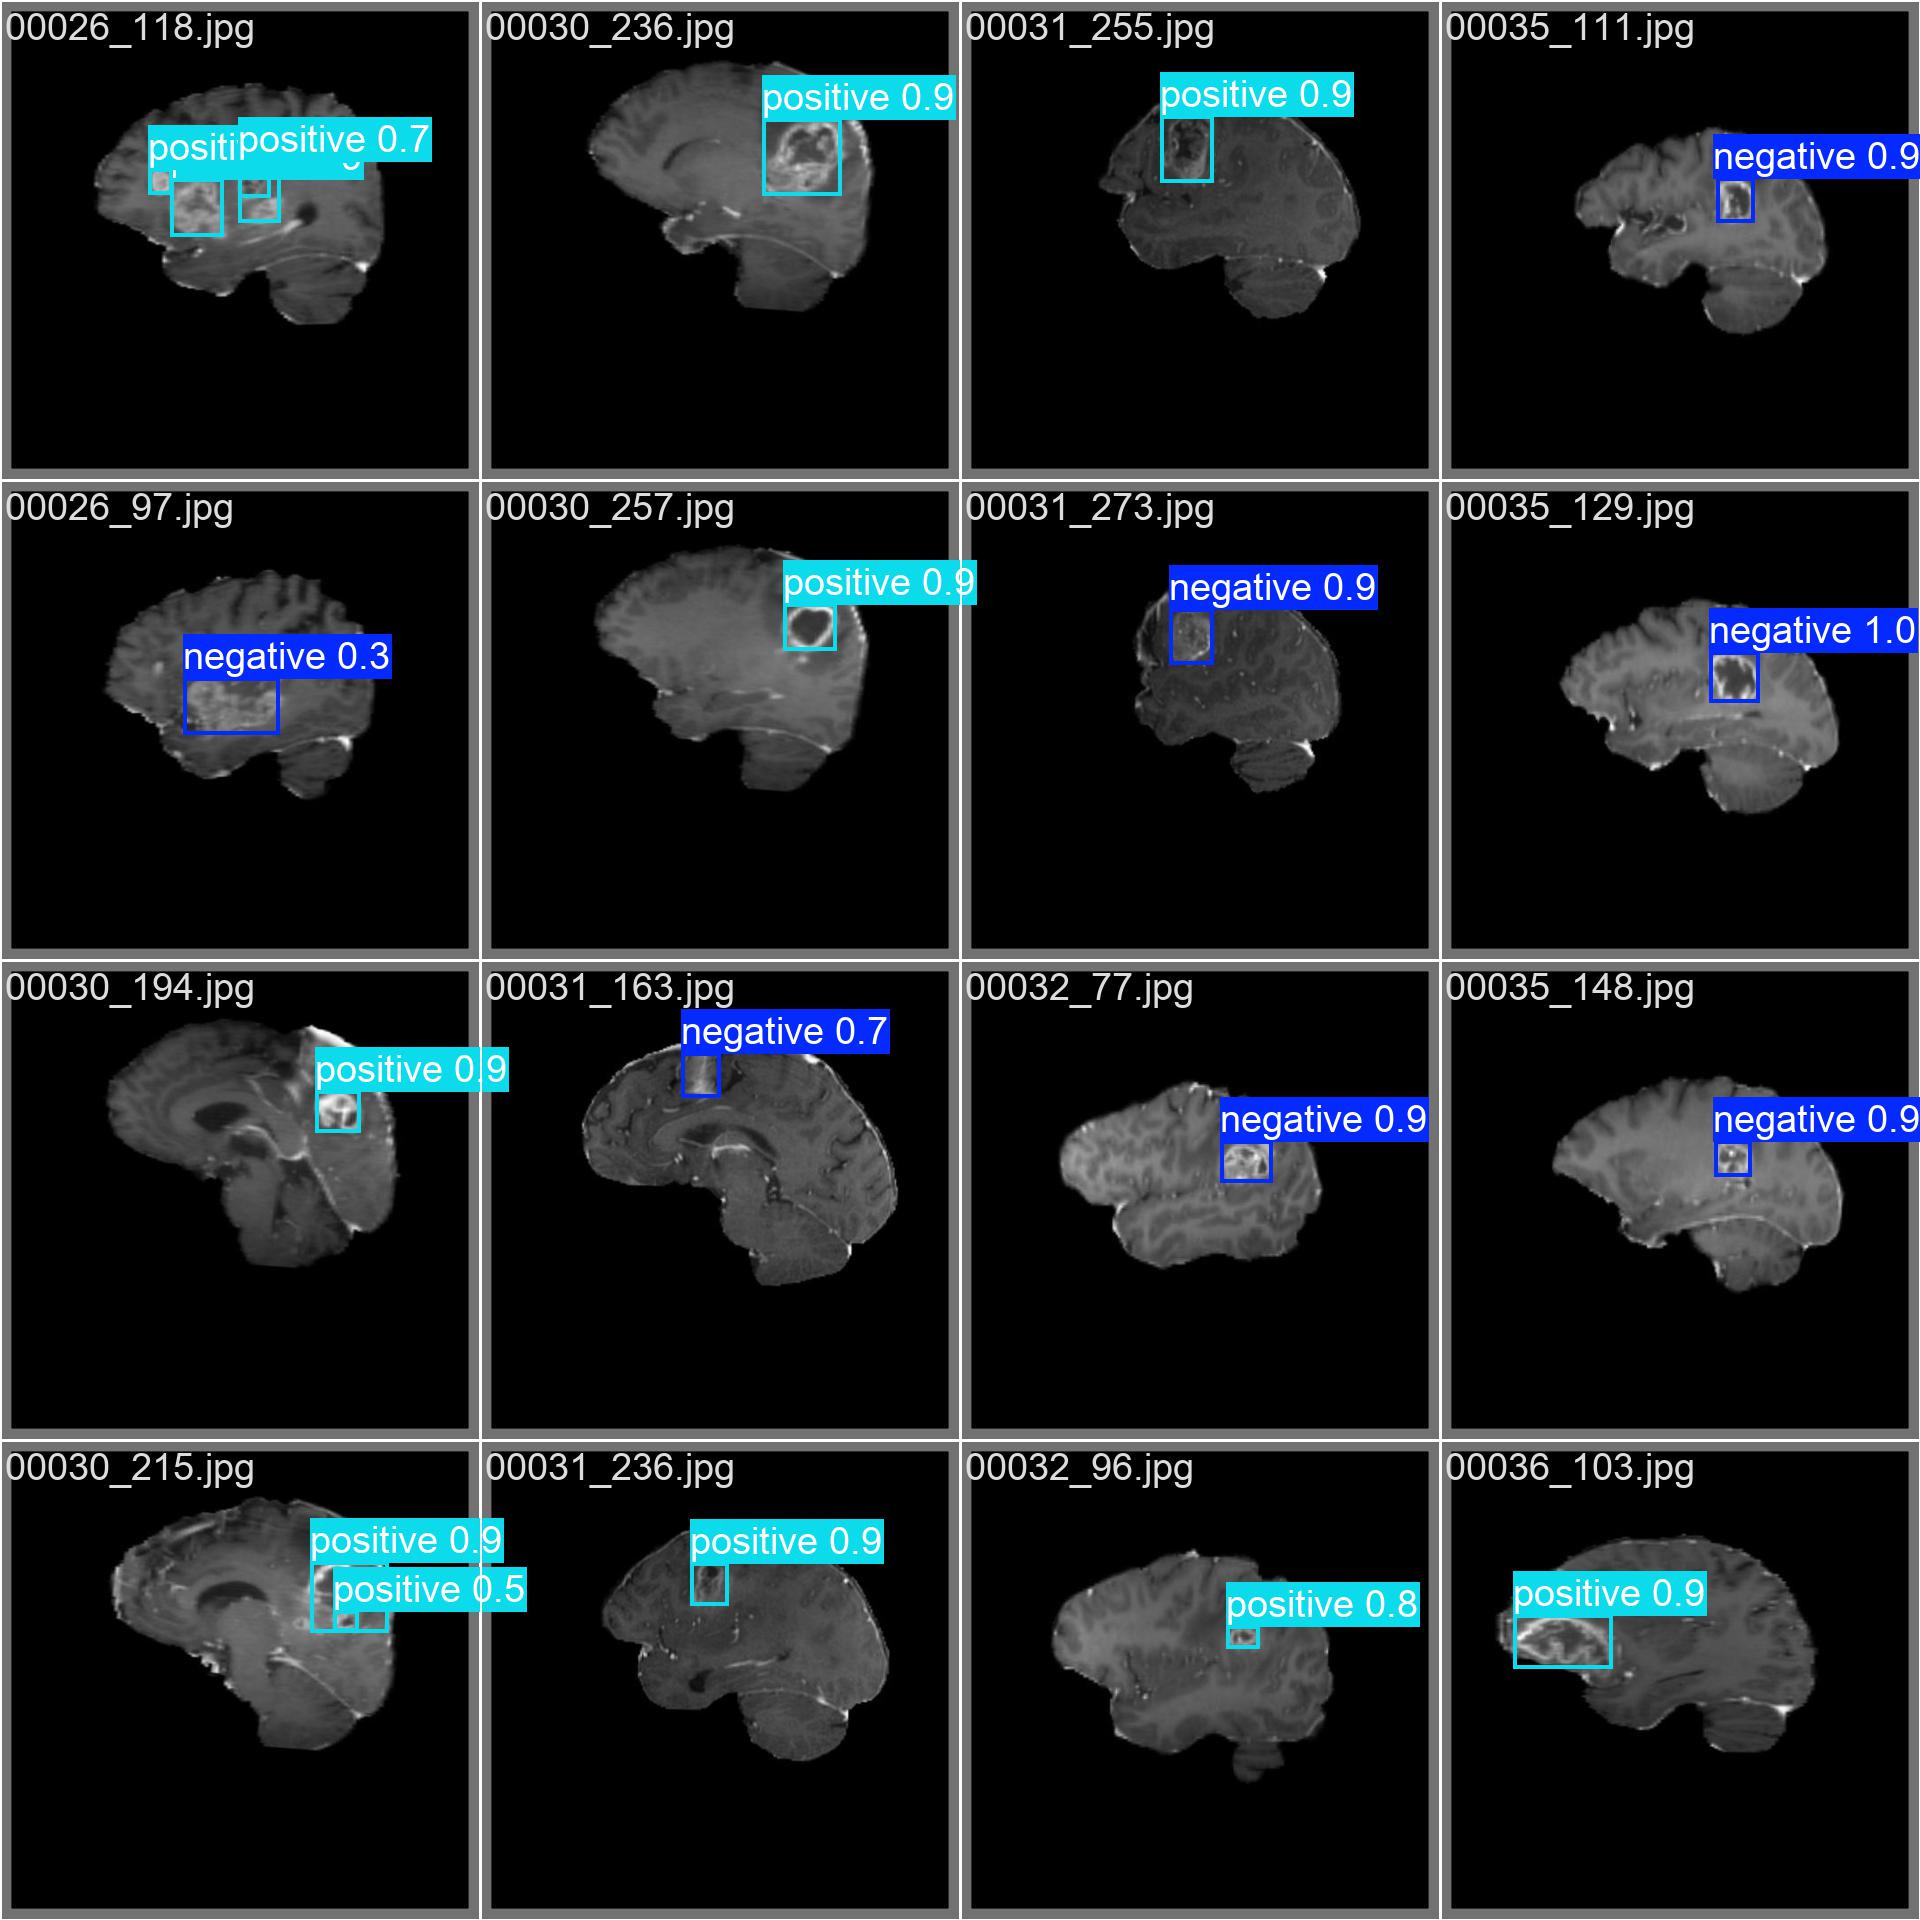 00026_118.jpg
positi
positive 0.7
00030_236.jpg
positive 0.9
00031_255.jpg
positive 0.9
00035_111.jpg
negative 0.9
00026_97.jpg
negative 0.3
00030_257.jpg
positive 0.9
00031_273.jpg
negative 0.9
00035_129.jpg
negative 1.0
00030_194.jpg
positive 0.9
00031_163.jpg
negative 0.7
00032_77.jpg
negative 0.9
00035_148.jpg
negative 0.9
00030_215.jpg
positive 0.9
positive 0.5
00031_236.jpg
positive 0.9
00032_96.jpg
positive 0.8
00036_103.jpg
positive 0.9